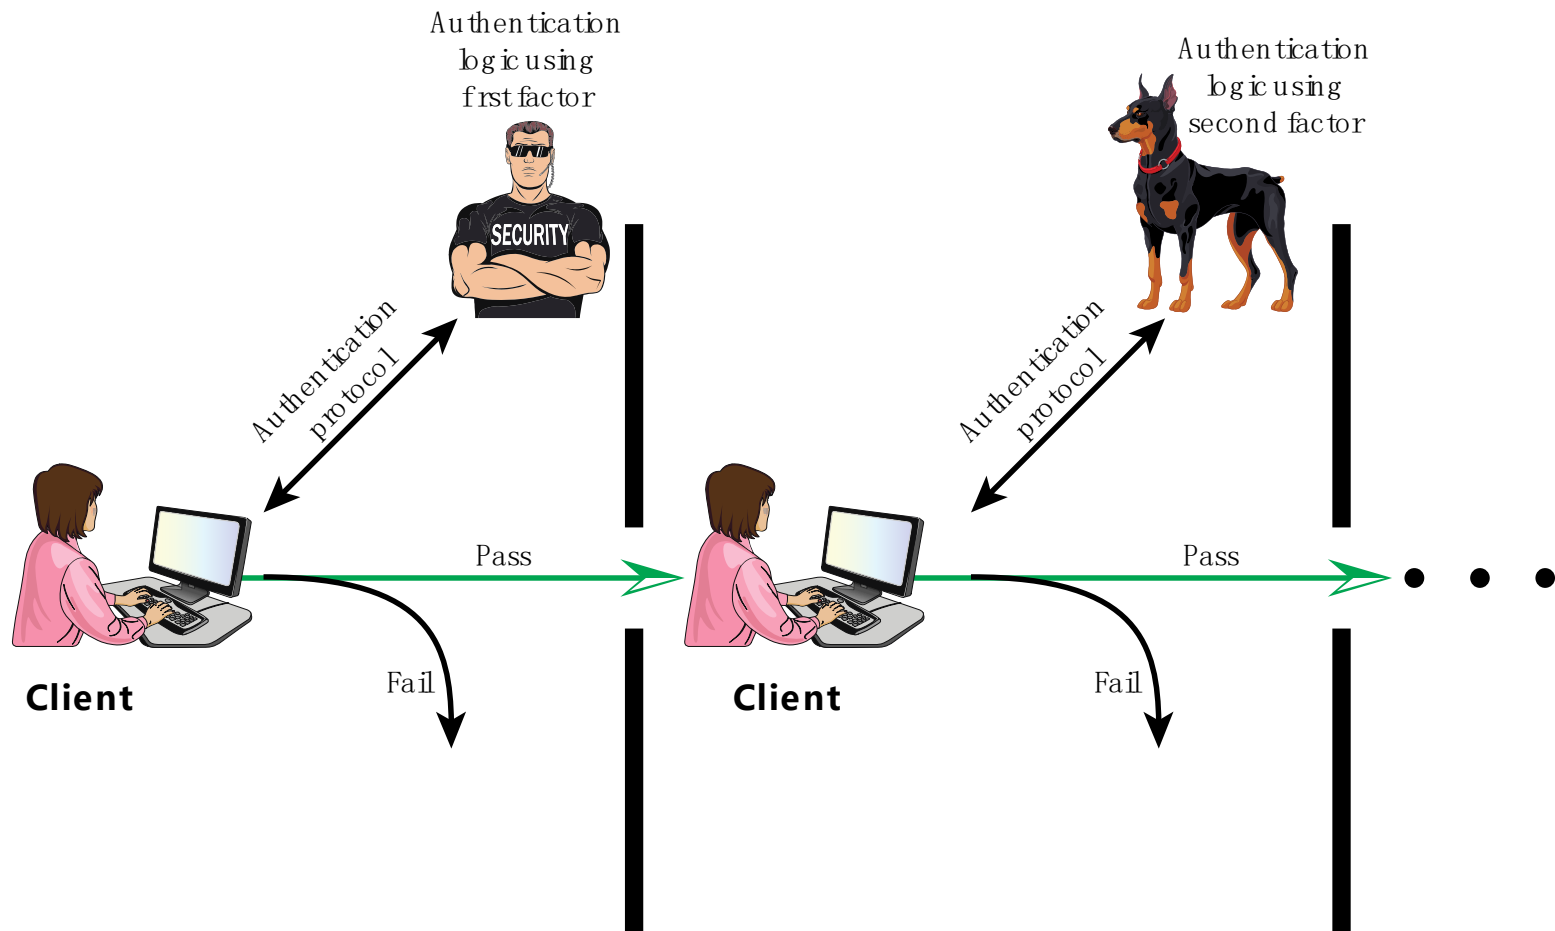 Authentication
logic using
frst factor
SECURITY
Authentication
protocol
Pass
Fail
Client
Authentication
logic using
second factor
Authentication
protocol
Pass
Fail
Client